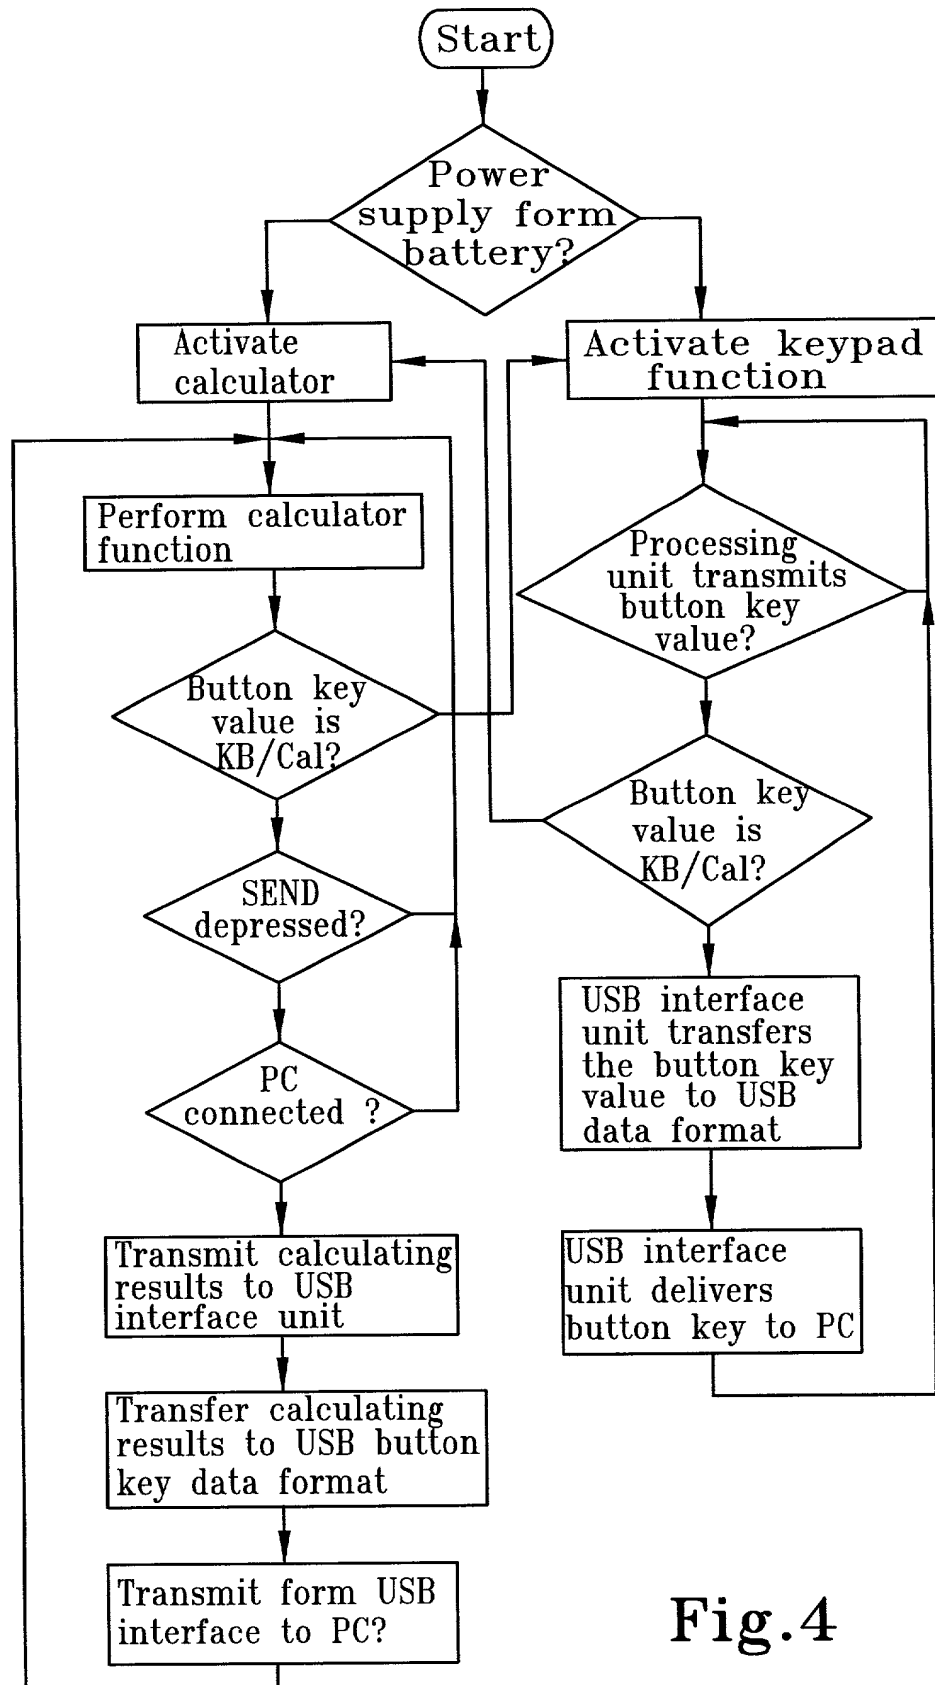 Start
Power
supply form
battery?
Activate
calculator
Activate keypad
function
Perform calculator
function
Processing
unit transmits
button key
value?
Button key
value is
KB/Cal?
Button key
value is
KB/Cal?
SEND
depressed?
USB interface
unit transfers
the button key
value to USB
data format
PC
connected ?
Transmit calculating
results to USB
interface unit
USB interface
unit delivers
button key to PC
Transfer calculating
results to USB button
key data format
Transmit form USB
interface to PC?
Fig.4